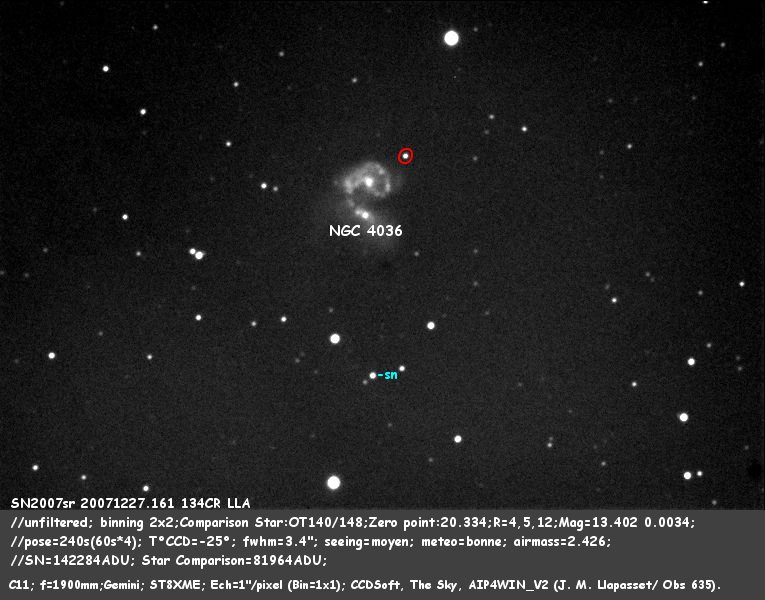 NGC 4036
-sn
SN2007sr 20071227.161 134CR LLA
//unfiltered; binning 2x2;Comparison Star:OT140/148;Zero point:20.334;R=4,5,12;Mag=13.402 0.0034;
//pose=240s(60s*4); T°CCD=-25°; fwhm=3.4"; seeing=moyen; meteo=bonne; airmass=2.426;
//SN=142284ADU; Star Comparison=81964ADU;
C11; f=1900mm;Gemini; ST8XME; Ech=1"/pixel (Bin=1x1); CCDSoft, The Sky, AIP4WIN_V2 (J. M. Llapasset/ Obs 635).